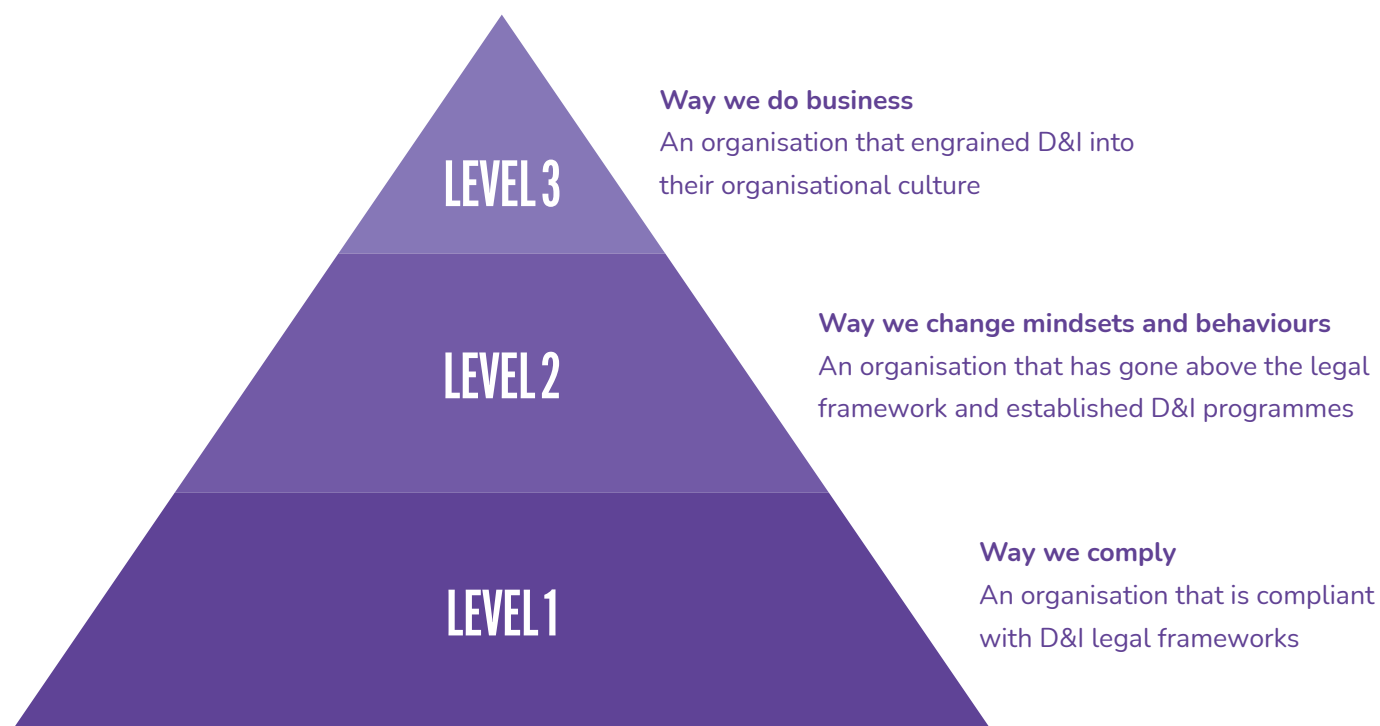 Way we do business
An organisation that engrained D&I into
their organisational culture
LEVEL 3
Way we change mindsets and behaviours
An organisation that has gone above the legal
framework and established D&I programmes
LEVEL 2
Way we comply
An organisation that is compliant
with D&I legal frameworks
LEVEL 1